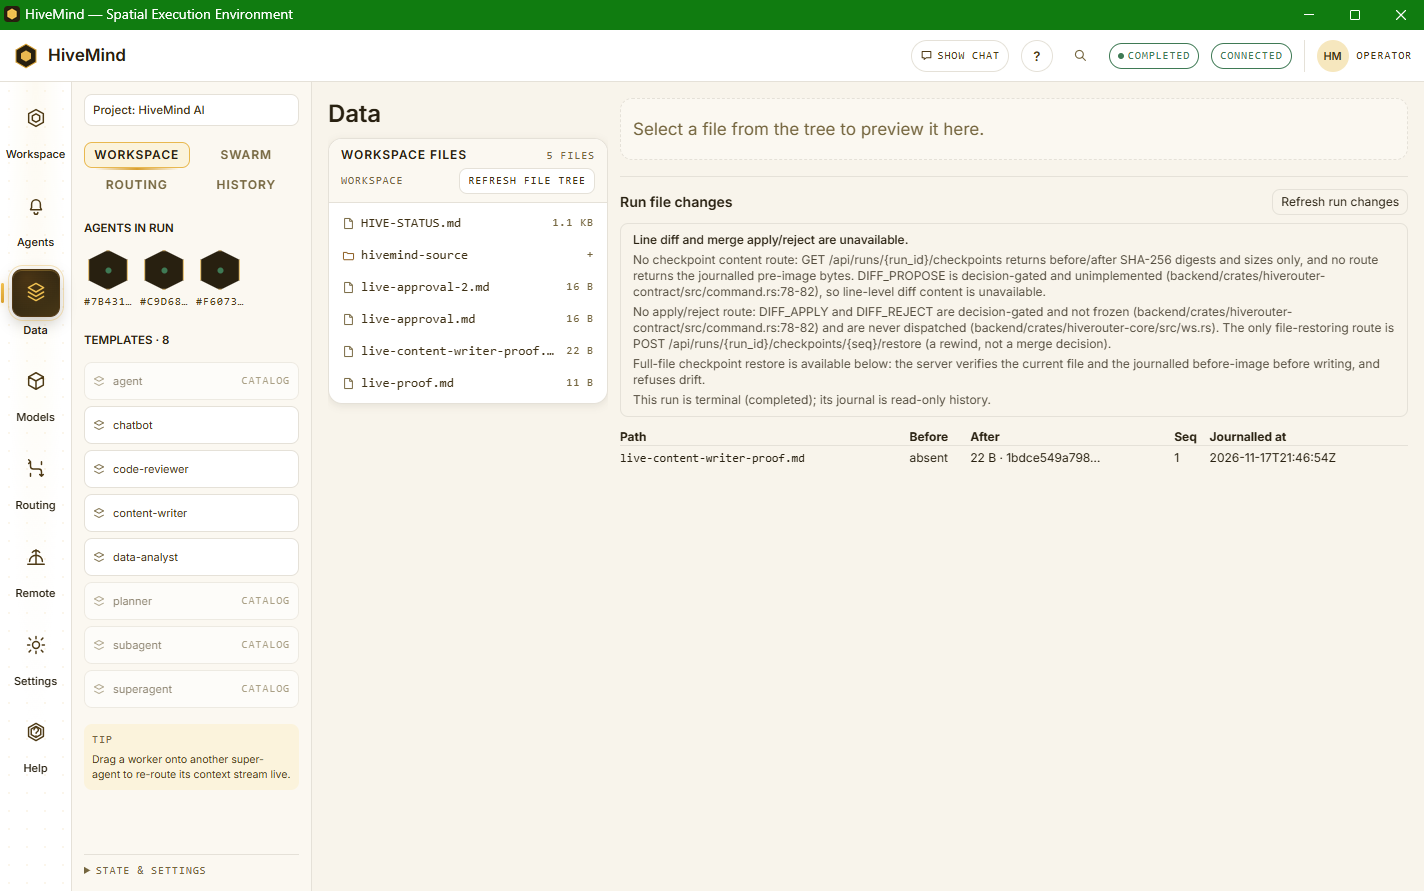 HiveMind — Spatial Execution Environment
HiveMind
SHOW CHAT
?
COMPLETED
CONNECTED
HM
OPERATOR
Workspace
Agents
Data
Models
Routing
Remote
Settings
Help
Project: HiveMind AI
WORKSPACE
SWARM
ROUTING
HISTORY
AGENTS IN RUN
#7B431… #C9D68… #F6073…
TEMPLATES · 8
agent CATALOG
chatbot
code-reviewer
content-writer
data-analyst
planner CATALOG
subagent CATALOG
superagent CATALOG
TIP
Drag a worker onto another super-
agent to re-route its context stream live.
STATE & SETTINGS
Data
WORKSPACE FILES 5 FILES
WORKSPACE REFRESH FILE TREE
HIVE-STATUS.md 1.1 KB
hivemind-source +
live-approval-2.md 16 B
live-approval.md 16 B
live-content-writer-proof.… 22 B
live-proof.md 11 B
Select a file from the tree to preview it here.
Run file changes
Refresh run changes
Line diff and merge apply/reject are unavailable.
No checkpoint content route: GET /api/runs/{run_id}/checkpoints returns before/after SHA-256 digests and sizes only, and no route
returns the journalled pre-image bytes. DIFF_PROPOSE is decision-gated and unimplemented (backend/crates/hiverouter-
contract/src/command.rs:78-82), so line-level diff content is unavailable.
No apply/reject route: DIFF_APPLY and DIFF_REJECT are decision-gated and not frozen (backend/crates/hiverouter-
contract/src/command.rs:78-82) and are never dispatched (backend/crates/hiverouter-core/src/ws.rs). The only file-restoring route is
POST /api/runs/{run_id}/checkpoints/{seq}/restore (a rewind, not a merge decision).
Full-file checkpoint restore is available below: the server verifies the current file and the journalled before-image before writing, and
refuses drift.
This run is terminal (completed); its journal is read-only history.
Path Before After Seq Journalled at
live-content-writer-proof.md absent 22 B · 1bdce549a798… 1 2026-11-17T21:46:54Z